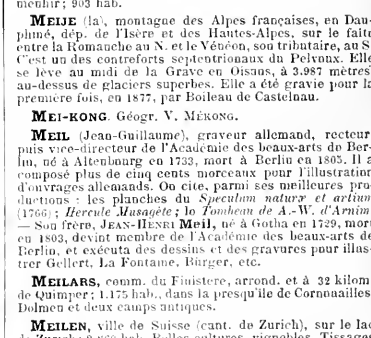 menhir; 903 hab.
MEIJE (la), montagne des Alpes françaises, en Dau-
phiné, dép. de l'Isère et des Hautes-Alpes, sur le faîte
entre la Romanche au N. et le Vénéon, son tributaire, au S.
C'est un des contreforts septentrionaux du Pelvoux. Elle
se lève au midi de la Grave en Oisans, à 3.987 mètres
au-dessus de glaciers superbes. Elle a été gravie pour la
première fois, en 1877, par Boileau de Castelnau.
MEI-KONG. Géogr. V. MÉKONG.
MEIL (Jean-Guillaume), graveur allemand, recteur
puis vice-directeur de l'Académie des beaux-arts de Ber-
lin, né à Altenbourg en 1733, mort à Berlin en 1805. Il a
composé plus de cinq cents morceaux pour l'illustration
d'ouvrages allemands. On cite, parmi ses meilleures pro-
ductions : les planches du Speculum naturæ et artium
(1766); Hercule Musagète; le Tombeau de A.-W. d'Arnim
— Son frère, JEAN-HENRI Meil, né à Gotha en 1729, mort
en 1803, devint membre de l'Académie des beaux-arts de
Berlin, et exécuta des dessins et des gravures pour illus-
trer Gellert, La Fontaine, Bürger, etc.
MEILARS, comm. du Finistère, arrond. et à 32 kilom
de Quimper; 1.175 hab., dans la presqu'île de Cornouailles
Dolmen et deux camps antiques.
MEILEN, ville de Suisse (cant. de Zurich), sur le lac